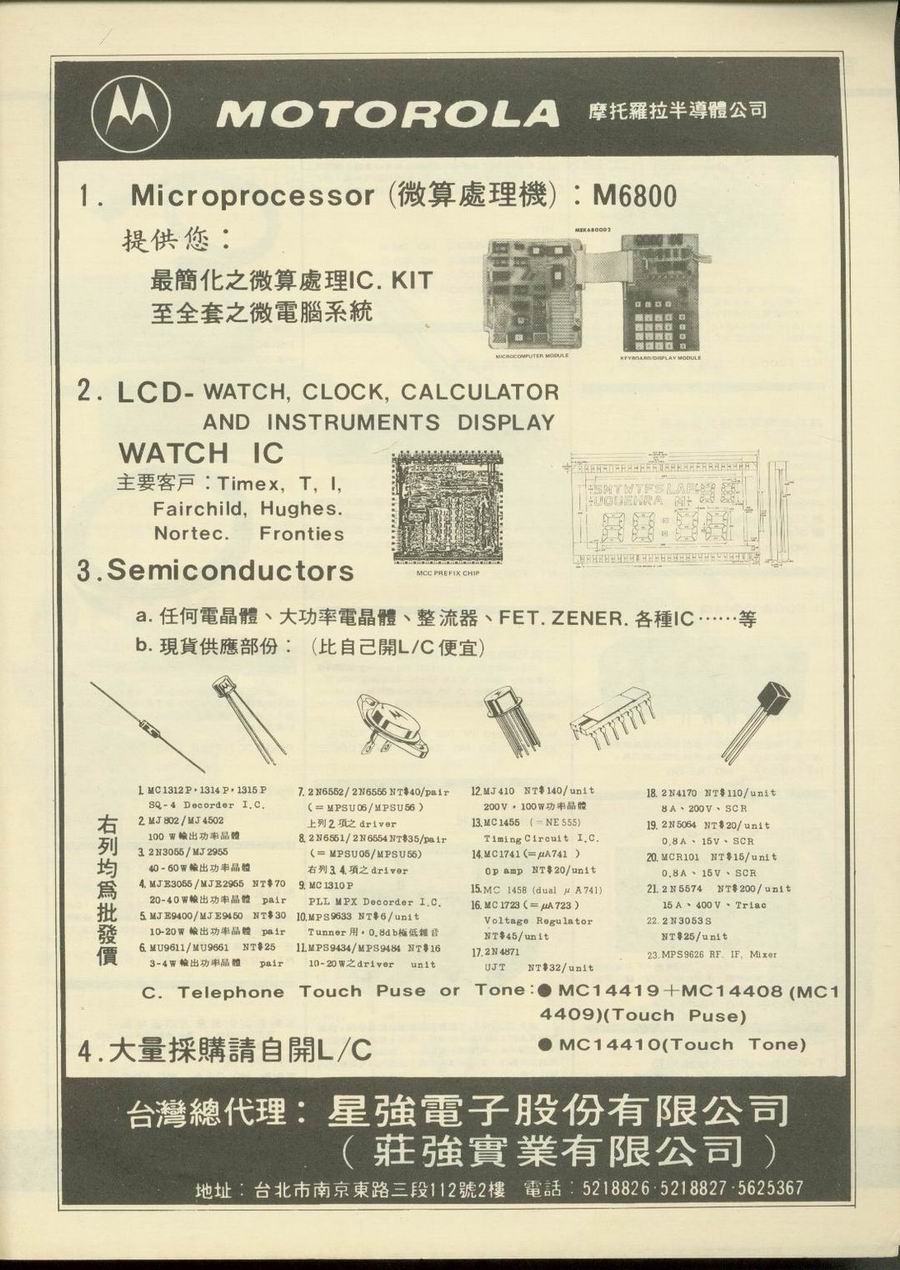 MOTOROLA 摩托羅拉半導體公司
1. Microprocessor (微算處理機)：M6800
提供您：
最簡化之微算處理IC. KIT
至全套之微電腦系統
MEK6800D2
MICROCOMPUTER MODULE
KEYBOARD/DISPLAY MODULE
2. LCD- WATCH, CLOCK, CALCULATOR
AND INSTRUMENTS DISPLAY
WATCH IC
主要客戶：Timex, T, I,
Fairchild, Hughes.
Nortec. Fronties
MCC PREFIX CHIP
3. Semiconductors
a. 任何電晶體、大功率電晶體、整流器、FET. ZENER. 各種IC……等
b. 現貨供應部份：（比自己開L/C便宜）
右列均為批發價
1. MC1312P，1314P，1315P
SQ-4 Decorder I.C.
2. MJ802/MJ4502
100 W輸出功率晶體
3. 2N3055/MJ2955
40-60W輸出功率晶體
4. MJE3055/MJE2955 NT$70
20-40W輸出功率晶體 pair
5. MJE9400/MJE9450 NT$30
10-20W輸出功率晶體 pair
6. MU9611/MU9661 NT$25
3-4W輸出功率晶體 pair
7. 2N6552/2N6555 NT$40/pair
(=MPSU06/MPSU56)
上列2.項之driver
8. 2N6551/2N6554 NT$35/pair
(=MPSU05/MPSU55)
右列3.4.項之driver
9. MC1310P
PLL MPX Decorder I.C.
10. MPS9633 NT$6/unit
Tunner用，0.8db極低雜音
11. MPS9434/MPS9484 NT$16
10-20W之driver unit
12. MJ410 NT$140/unit
200V，100W功率晶體
13. MC1455 (=NE555)
Timing Circuit I.C.
14. MC1741(=μA741)
Op amp NT$20/unit
15. MC 1458 (dual μA741)
16. MC1723(=μA723)
Voltage Regulator
NT$45/unit
17. 2N4871
UJT NT$32/unit
18. 2N4170 NT$110/unit
8A、200V、SCR
19. 2N5064 NT$20/unit
0.8A、15V、SCR
20. MCR101 NT$15/unit
0.8A、15V、SCR
21. 2N5574 NT$200/unit
15A、400V、Triac
22. 2N3053S
NT$25/unit
23. MPS9626 RF. IF, Mixer
C. Telephone Touch Puse or Tone:● MC14419＋MC14408 (MC1
4409)(Touch Puse)
● MC14410(Touch Tone)
4. 大量採購請自開L/C
台灣總代理：星強電子股份有限公司
（莊強實業有限公司）
地址：台北市南京東路三段112號2樓 電話：5218826·5218827·5625367